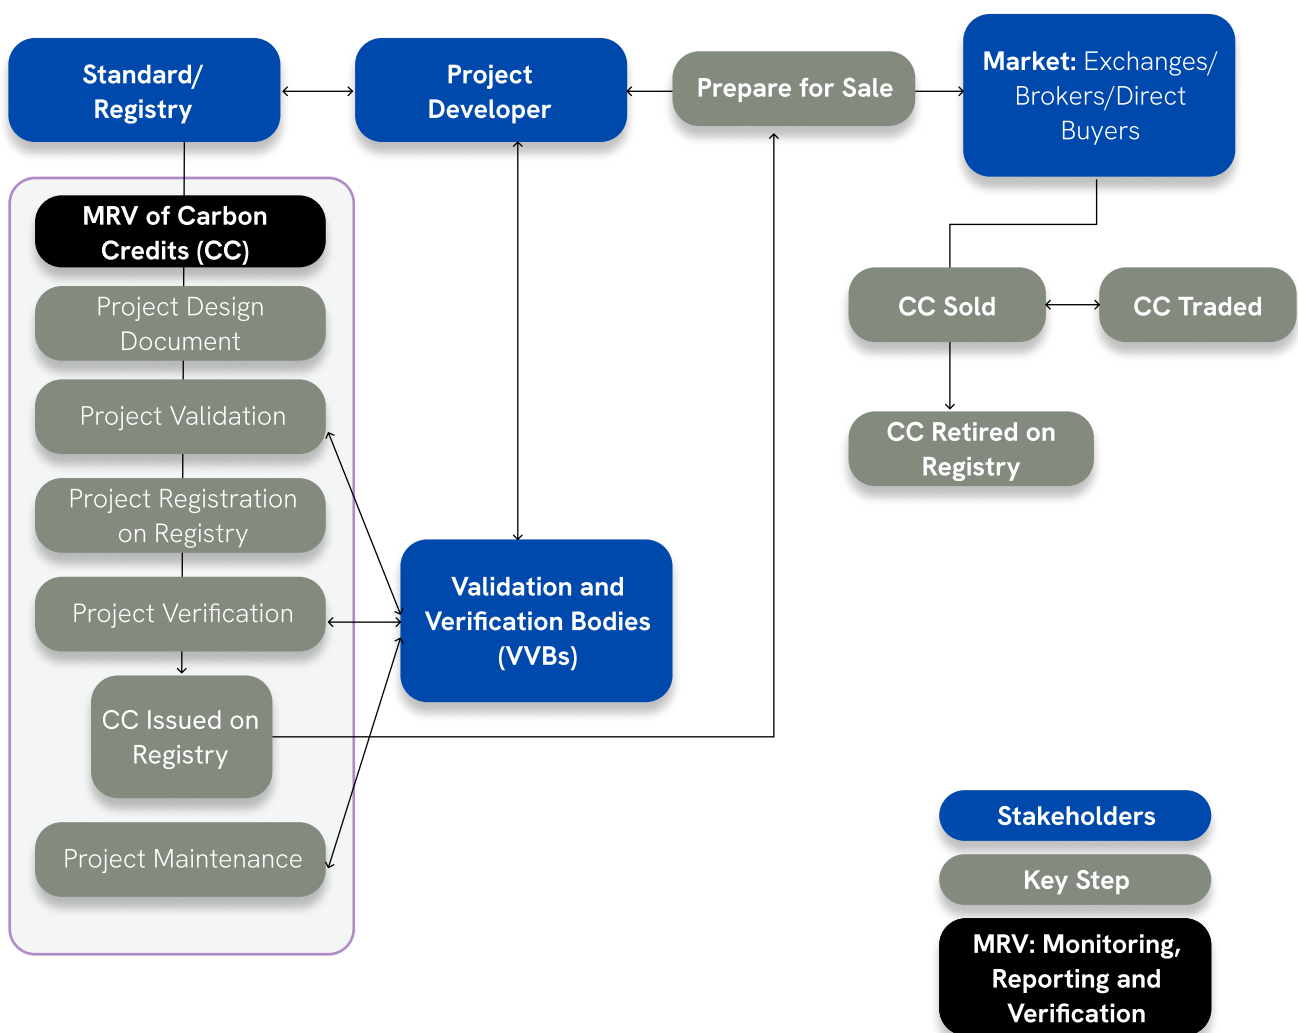 Standard/
Registry
Project
Developer
Prepare for Sale
Market: Exchanges/
Brokers/Direct
Buyers
MRV of Carbon
Credits (CC)
Project Design
Document
Project Validation
Project Registration
on Registry
Project Verification
CC Issued on
Registry
Project Maintenance
Validation and
Verification Bodies
(VVBs)
CC Sold
CC Traded
CC Retired on
Registry
Stakeholders
Key Step
MRV: Monitoring,
Reporting and
Verification